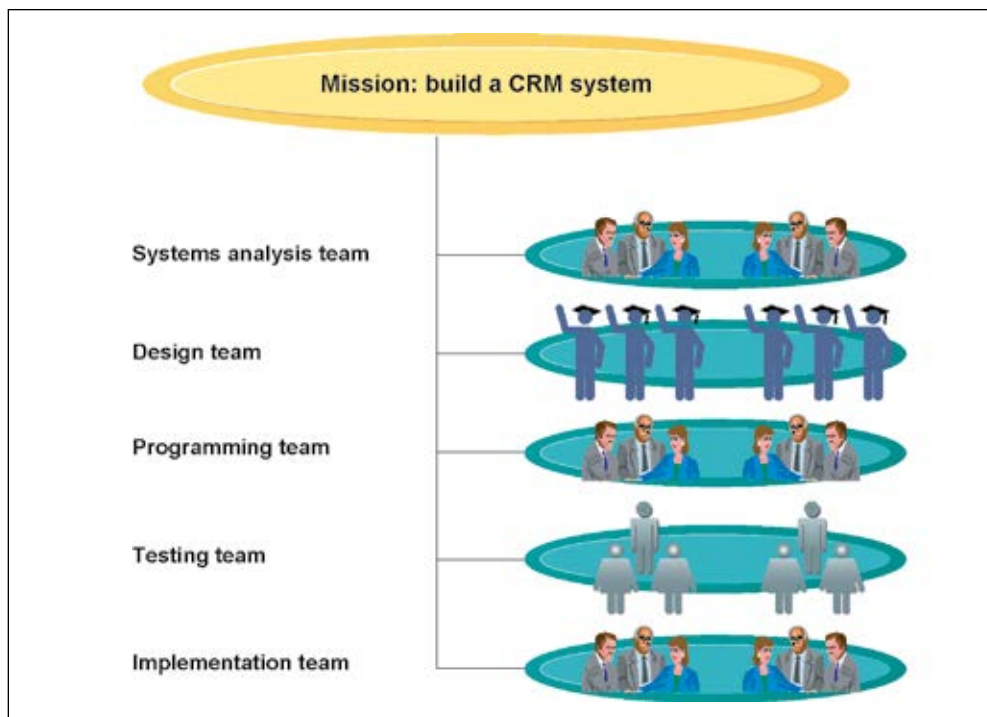 Mission: build a CRM system
Systems analysis team
Design team
Programming team
Testing team
Implementation team